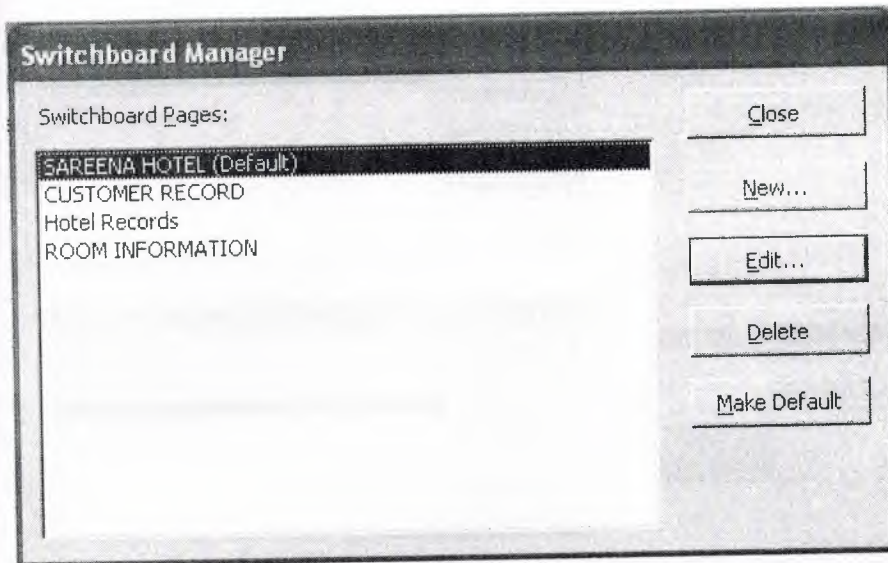 Switchboard Manager
Switchboard Pages:
SAREENA HOTEL (Default)
CUSTOMER RECORD
Hotel Records
ROOM INFORMATION
Close
New...
Edit...
Delete
Make Default